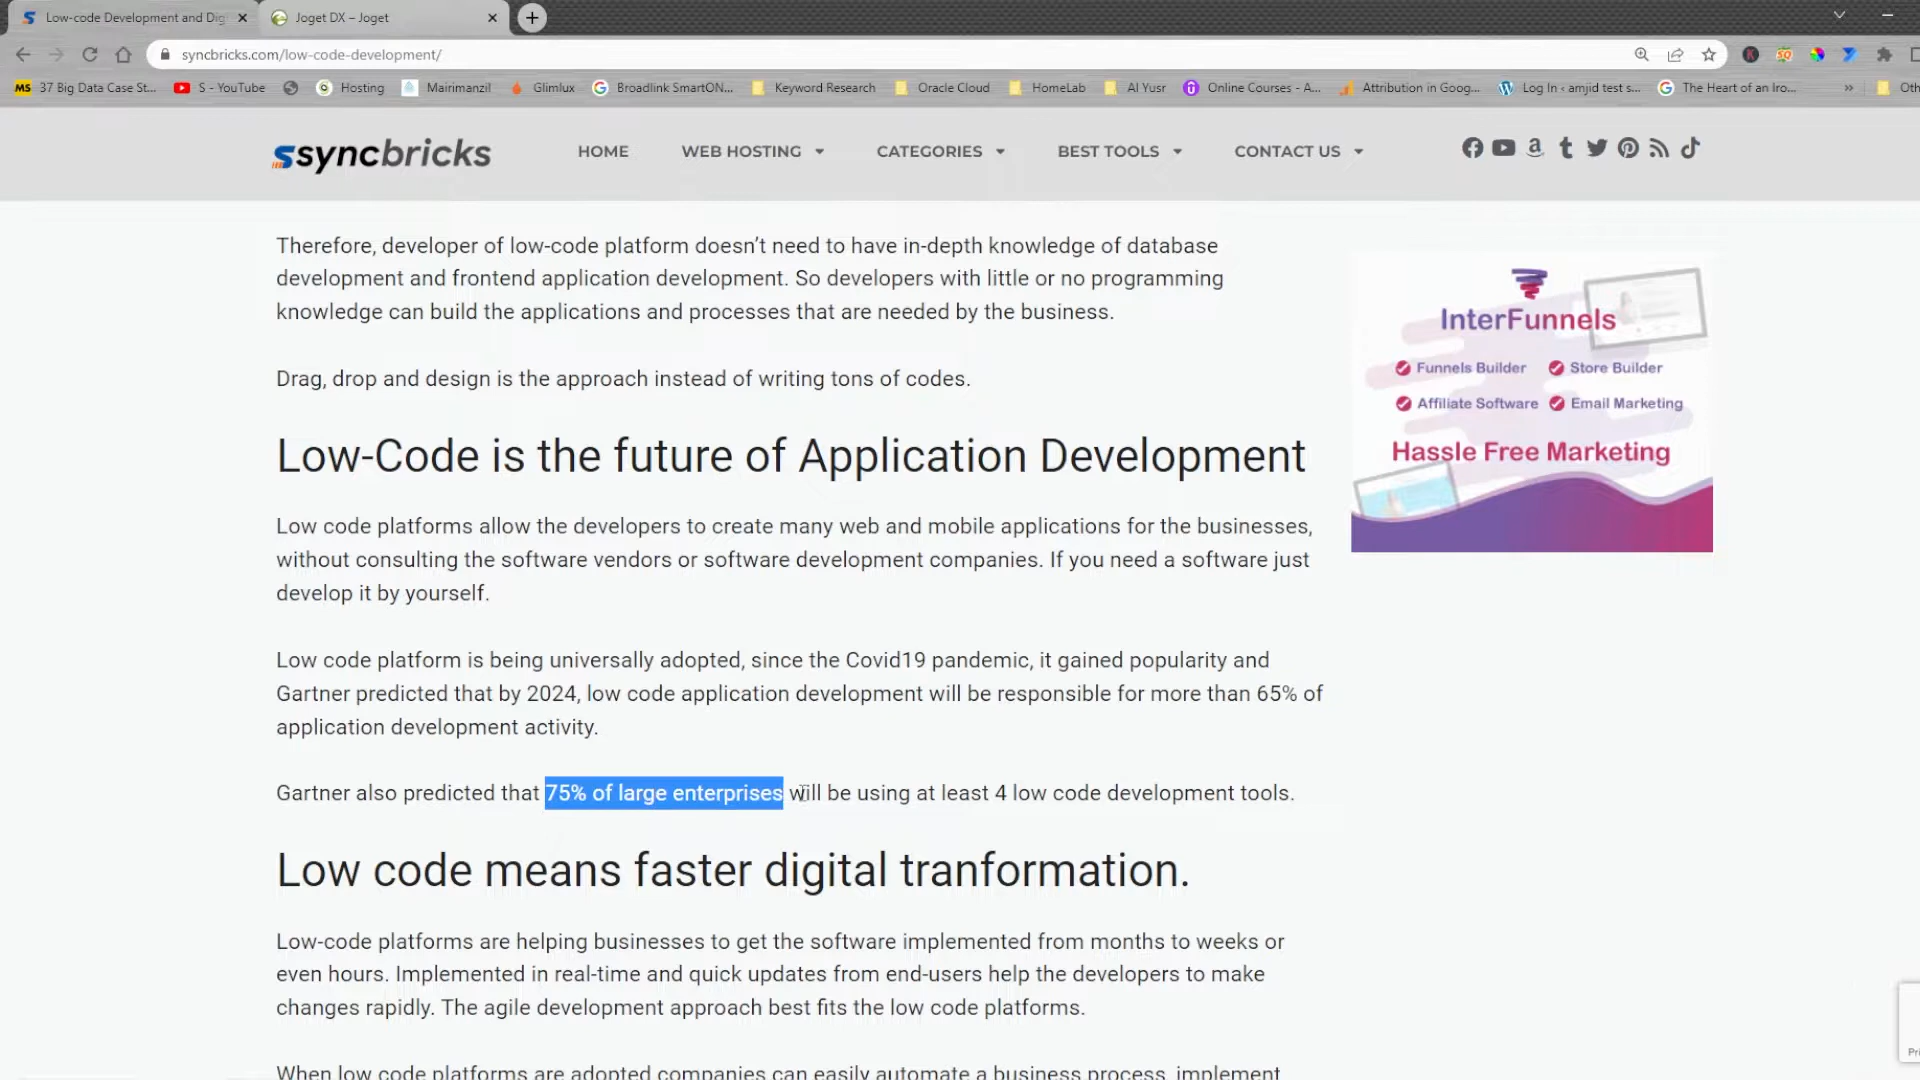 Low-code Development and Dig
Joget DX – Joget
syncbricks.com/low-code-development/
37 Big Data Case St...
S - YouTube
Hosting
Mairimanzil
Glimlux
Broadlink SmartON...
Keyword Research
Oracle Cloud
HomeLab
AI Yusr
Online Courses - A...
Attribution in Goog...
Log In ‹ amjid test s...
The Heart of an Iro...
»
Oth
ssyncbricks
HOME
WEB HOSTING
CATEGORIES
BEST TOOLS
CONTACT US
Therefore, developer of low-code platform doesn’t need to have in-depth knowledge of database
development and frontend application development. So developers with little or no programming
knowledge can build the applications and processes that are needed by the business.
Drag, drop and design is the approach instead of writing tons of codes.
Low-Code is the future of Application Development
Low code platforms allow the developers to create many web and mobile applications for the businesses,
without consulting the software vendors or software development companies. If you need a software just
develop it by yourself.
Low code platform is being universally adopted, since the Covid19 pandemic, it gained popularity and
Gartner predicted that by 2024, low code application development will be responsible for more than 65% of
application development activity.
Gartner also predicted that 75% of large enterprises will be using at least 4 low code development tools.
Low code means faster digital tranformation.
Low-code platforms are helping businesses to get the software implemented from months to weeks or
even hours. Implemented in real-time and quick updates from end-users help the developers to make
changes rapidly. The agile development approach best fits the low code platforms.
When low code platforms are adopted companies can easily automate a business process, implement
InterFunnels
Funnels Builder
Store Builder
Affiliate Software
Email Marketing
Hassle Free Marketing
Pri